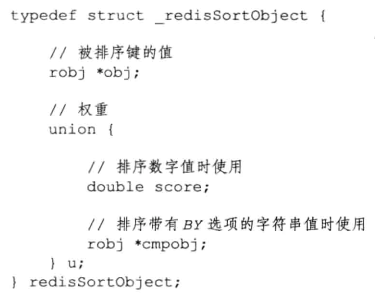 typedef struct _redisSortObject {
// 被排序键的值
robj *obj;
// 权重
union {
// 排序数字值时使用
double score;
// 排序带有 BY 选项的字符串值时使用
robj *cmpobj;
} u;
} redisSortObject;